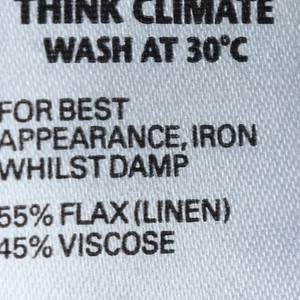 THINK CLIMATE
WASH AT 30°C
FOR BEST
APPEARANCE, IRON
WHILST DAMP
55% FLAX (LINEN)
45% VISCOSE